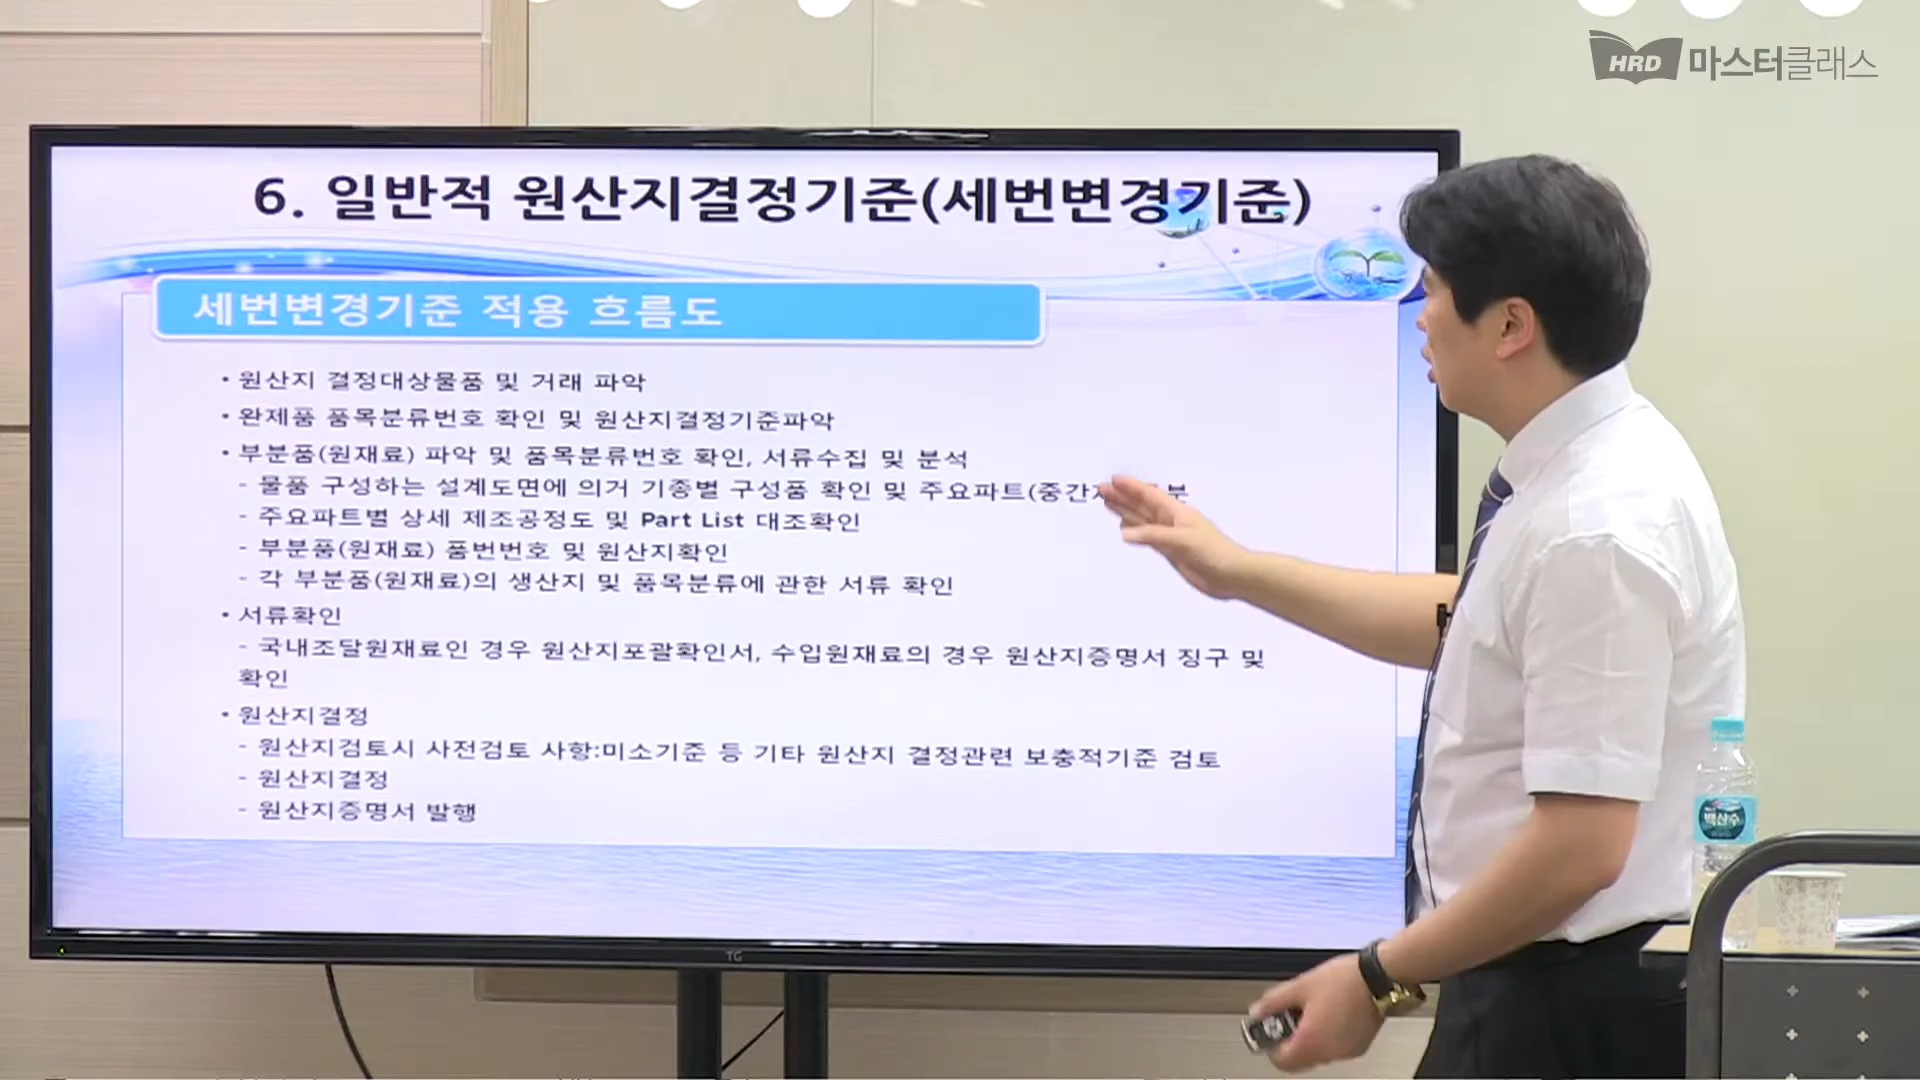 HRD 마스터클래스
6. 일반적 원산지결정기준(세번변경기준)
세번변경기준 적용 흐름도
• 원산지 결정대상물품 및 거래 파악
• 완제품 품목분류번호 확인 및 원산지결정기준파악
• 부분품(원재료) 파악 및 품목분류번호 확인, 서류수집 및 분석
- 물품 구성하는 설계도면에 의거 기종별 구성품 확인 및 주요파트(중간
- 주요파트별 상세 제조공정도 및 Part List 대조확인
- 부분품(원재료) 품번번호 및 원산지확인
- 각 부분품(원재료)의 생산지 및 품목분류에 관한 서류 확인
• 서류확인
- 국내조달원재료인 경우 원산지포괄확인서, 수입원재료의 경우 원산지증명서 징구 및
확인
• 원산지결정
- 원산지검토시 사전검토 사항:미소기준 등 기타 원산지 결정관련 보충적기준 검토
- 원산지결정
- 원산지증명서 발행
TG
백산수